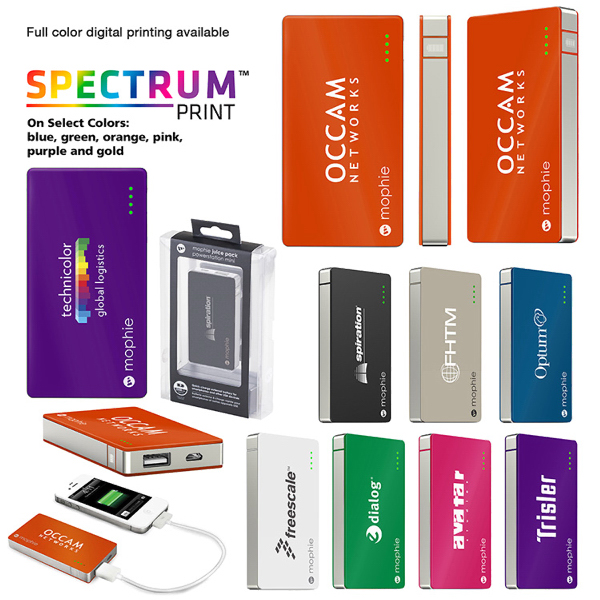 Full color digital printing available
SPECTRUM™
PRINT
On Select Colors:
blue, green, orange, pink,
purple and gold
OCCAM
NETWORKS
mophie
OCCAM
NETWORKS
mophie
technicolor
global logistics
mophie
mophie juice pack
powerstation mini
spiration
mophie
spiration
mophie
FHTM
mophie
Optum
mophie
OCCAM
NETWORKS
mophie
OCCAM
NETWORKS
freescale™
mophie
dialog
mophie
avatar
mophie
Trisler
mophie